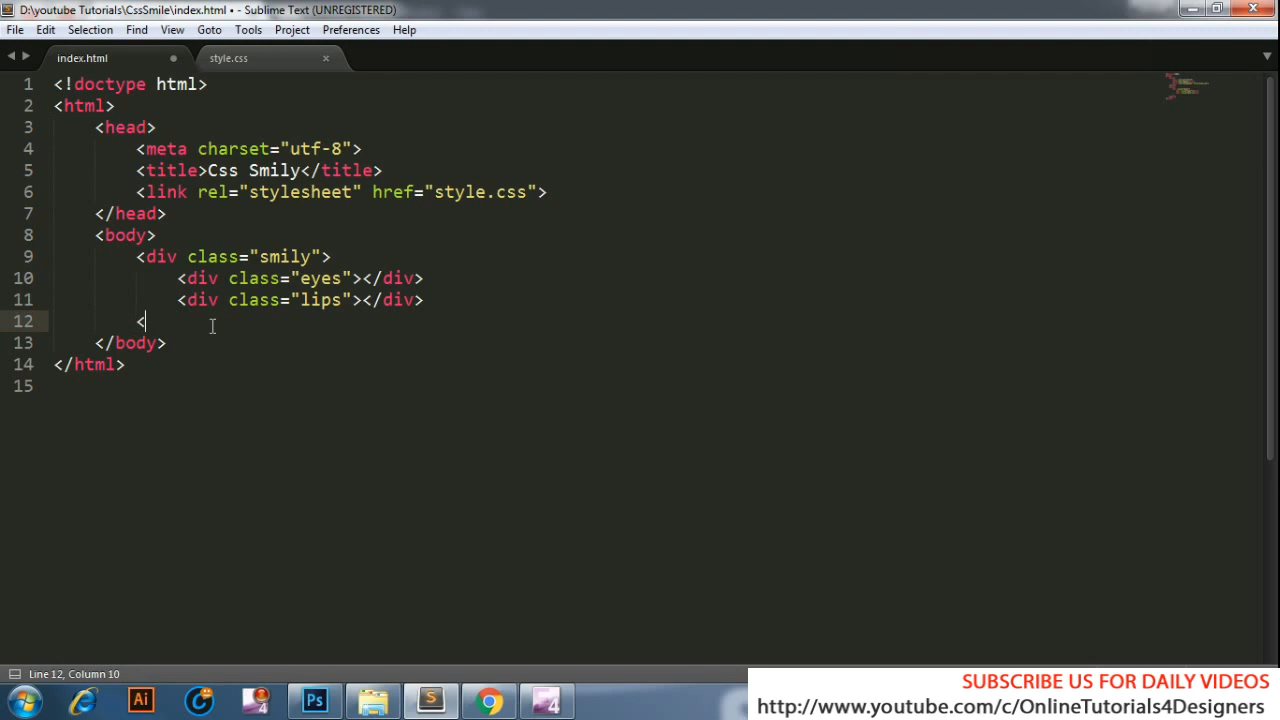 D:\youtube Tutorials\CssSmile\index.html • - Sublime Text (UNREGISTERED)
File Edit Selection Find View Goto Tools Project Preferences Help
index.html style.css
1 <!doctype html>
2 <html>
3 <head>
4 <meta charset="utf-8">
5 <title>Css Smily</title>
6 <link rel="stylesheet" href="style.css">
7 </head>
8 <body>
9 <div class="smily">
10 <div class="eyes"></div>
11 <div class="lips"></div>
12 <
13 </body>
14 </html>
15
Line 12, Column 10
SUBSCRIBE US FOR DAILY VIDEOS
http://www.youtube.com/c/OnlineTutorials4Designers
Ai
4
Ps
S
4